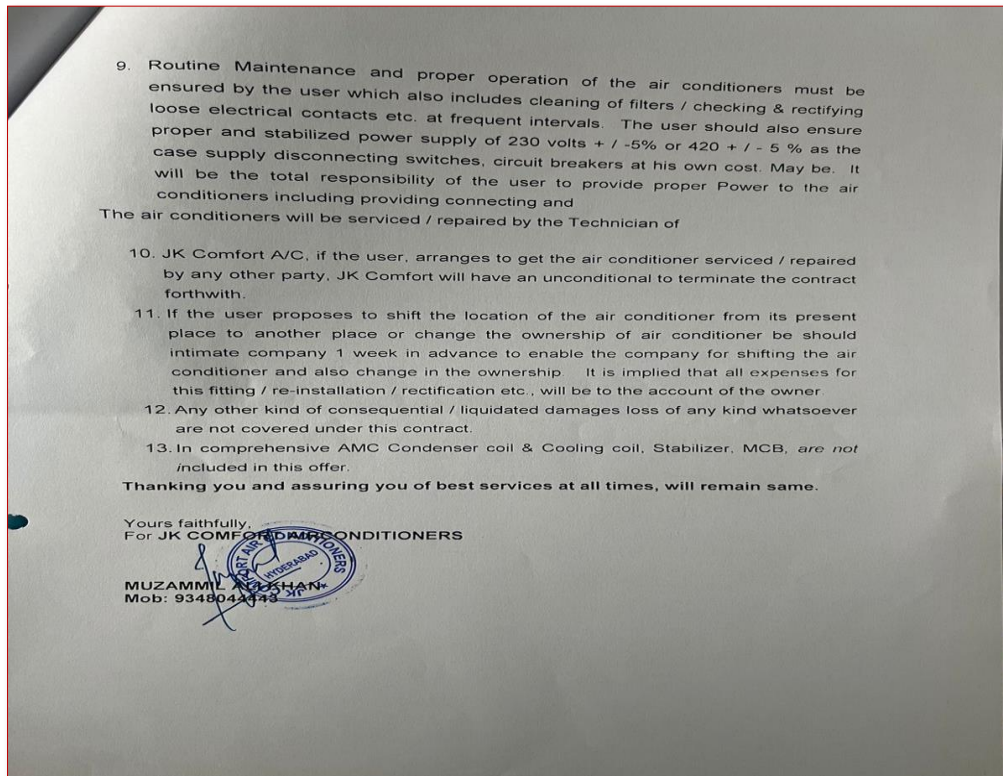 9. Routine Maintenance and proper operation of the air conditioners must be
ensured by the user which also includes cleaning of filters / checking & rectifying
loose electrical contacts etc. at frequent intervals. The user should also ensure
proper and stabilized power supply of 230 volts + / -5% or 420 + / - 5 % as the
case supply disconnecting switches, circuit breakers at his own cost. May be. It
will be the total responsibility of the user to provide proper Power to the air
conditioners including providing connecting and
The air conditioners will be serviced / repaired by the Technician of
10. JK Comfort A/C, if the user, arranges to get the air conditioner serviced / repaired
by any other party, JK Comfort will have an unconditional to terminate the contract
forthwith.
11. If the user proposes to shift the location of the air conditioner from its present
place to another place or change the ownership of air conditioner be should
intimate company 1 week in advance to enable the company for shifting the air
conditioner and also change in the ownership. It is implied that all expenses for
this fitting / re-installation / rectification etc., will be to the account of the owner.
12. Any other kind of consequential / liquidated damages loss of any kind whatsoever
are not covered under this contract.
13. In comprehensive AMC Condenser coil & Cooling coil, Stabilizer, MCB, are not
included in this offer.
Thanking you and assuring you of best services at all times, will remain same.
Yours faithfully,
For JK COMFORD AIRCONDITIONERS
HYDERABAD
MUZAMMIL KHAN
Mob: 9348044443